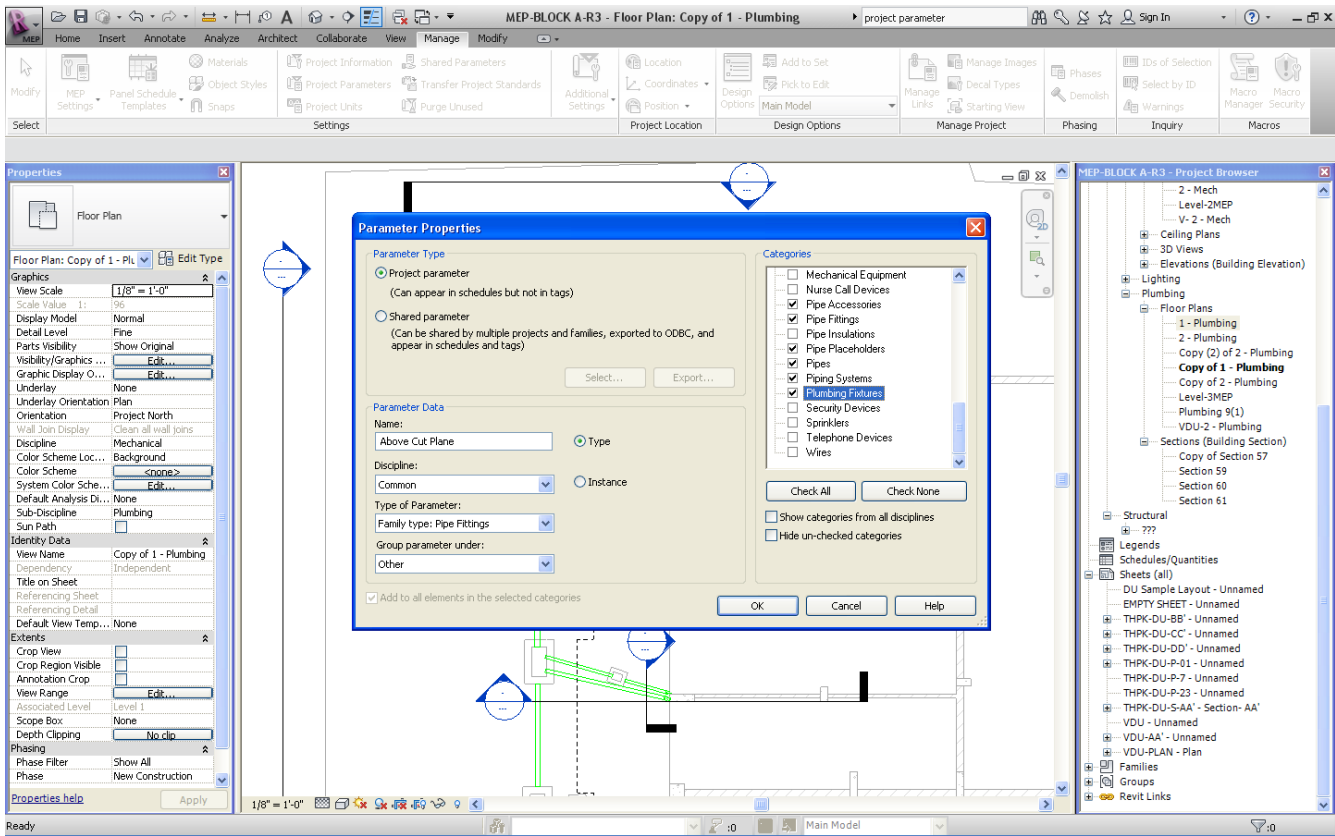 MEP-BLOCK A-R3 - Floor Plan: Copy of 1 - Plumbing
project parameter
Sign In
MEP
Home Insert Annotate Analyze Architect Collaborate View Manage Modify
Modify
MEP Settings
Panel Schedule Templates
Materials
Object Styles
Snaps
Project Information
Project Parameters
Project Units
Shared Parameters
Transfer Project Standards
Purge Unused
Additional Settings
Location
Coordinates
Position
Design Options
Add to Set
Pick to Edit
Main Model
Manage Links
Manage Images
Decal Types
Starting View
Phases
Demolish
IDs of Selection
Select by ID
Warnings
Macro Manager
Macro Security
Select
Settings
Project Location
Design Options
Manage Project
Phasing
Inquiry
Macros
Properties
Floor Plan
Floor Plan: Copy of 1 - Plu
Edit Type
Graphics
View Scale 1/8" = 1'-0"
Scale Value 1: 96
Display Model Normal
Detail Level Fine
Parts Visibility Show Original
Visibility/Graphics ... Edit...
Graphic Display O... Edit...
Underlay None
Underlay Orientation Plan
Orientation Project North
Wall Join Display Clean all wall joins
Discipline Mechanical
Color Scheme Loc... Background
Color Scheme <none>
System Color Sche... Edit...
Default Analysis Di... None
Sub-Discipline Plumbing
Sun Path
Identity Data
View Name Copy of 1 - Plumbing
Dependency Independent
Title on Sheet
Referencing Sheet
Referencing Detail
Default View Temp... None
Extents
Crop View
Crop Region Visible
Annotation Crop
View Range Edit...
Associated Level Level 1
Scope Box None
Depth Clipping No clip
Phasing
Phase Filter Show All
Phase New Construction
Properties help
Apply
2D
Parameter Properties
Parameter Type
Project parameter
(Can appear in schedules but not in tags)
Shared parameter
(Can be shared by multiple projects and families, exported to ODBC, and
appear in schedules and tags)
Select...
Export...
Parameter Data
Name:
Above Cut Plane
Type
Discipline:
Common
Instance
Type of Parameter:
Family type: Pipe Fittings
Group parameter under:
Other
Add to all elements in the selected categories
Categories
Mechanical Equipment
Nurse Call Devices
Pipe Accessories
Pipe Fittings
Pipe Insulations
Pipe Placeholders
Pipes
Piping Systems
Plumbing Fixtures
Security Devices
Sprinklers
Telephone Devices
Wires
Check All
Check None
Show categories from all disciplines
Hide un-checked categories
OK
Cancel
Help
1/8" = 1'-0"
MEP-BLOCK A-R3 - Project Browser
2 - Mech
Level-2MEP
V- 2 - Mech
Ceiling Plans
3D Views
Elevations (Building Elevation)
Lighting
Plumbing
Floor Plans
1 - Plumbing
2 - Plumbing
Copy (2) of 2 - Plumbing
Copy of 1 - Plumbing
Copy of 2 - Plumbing
Level-3MEP
Plumbing 9(1)
VDU-2 - Plumbing
Sections (Building Section)
Copy of Section 57
Section 59
Section 60
Section 61
Structural
???
Legends
Schedules/Quantities
Sheets (all)
DU Sample Layout - Unnamed
EMPTY SHEET - Unnamed
THPK-DU-BB' - Unnamed
THPK-DU-CC' - Unnamed
THPK-DU-DD' - Unnamed
THPK-DU-P-01 - Unnamed
THPK-DU-P-7 - Unnamed
THPK-DU-P-23 - Unnamed
THPK-DU-S-AA' - Section- AA'
VDU - Unnamed
VDU-AA' - Unnamed
VDU-PLAN - Plan
Families
Groups
Revit Links
Ready
:0
Main Model
:0